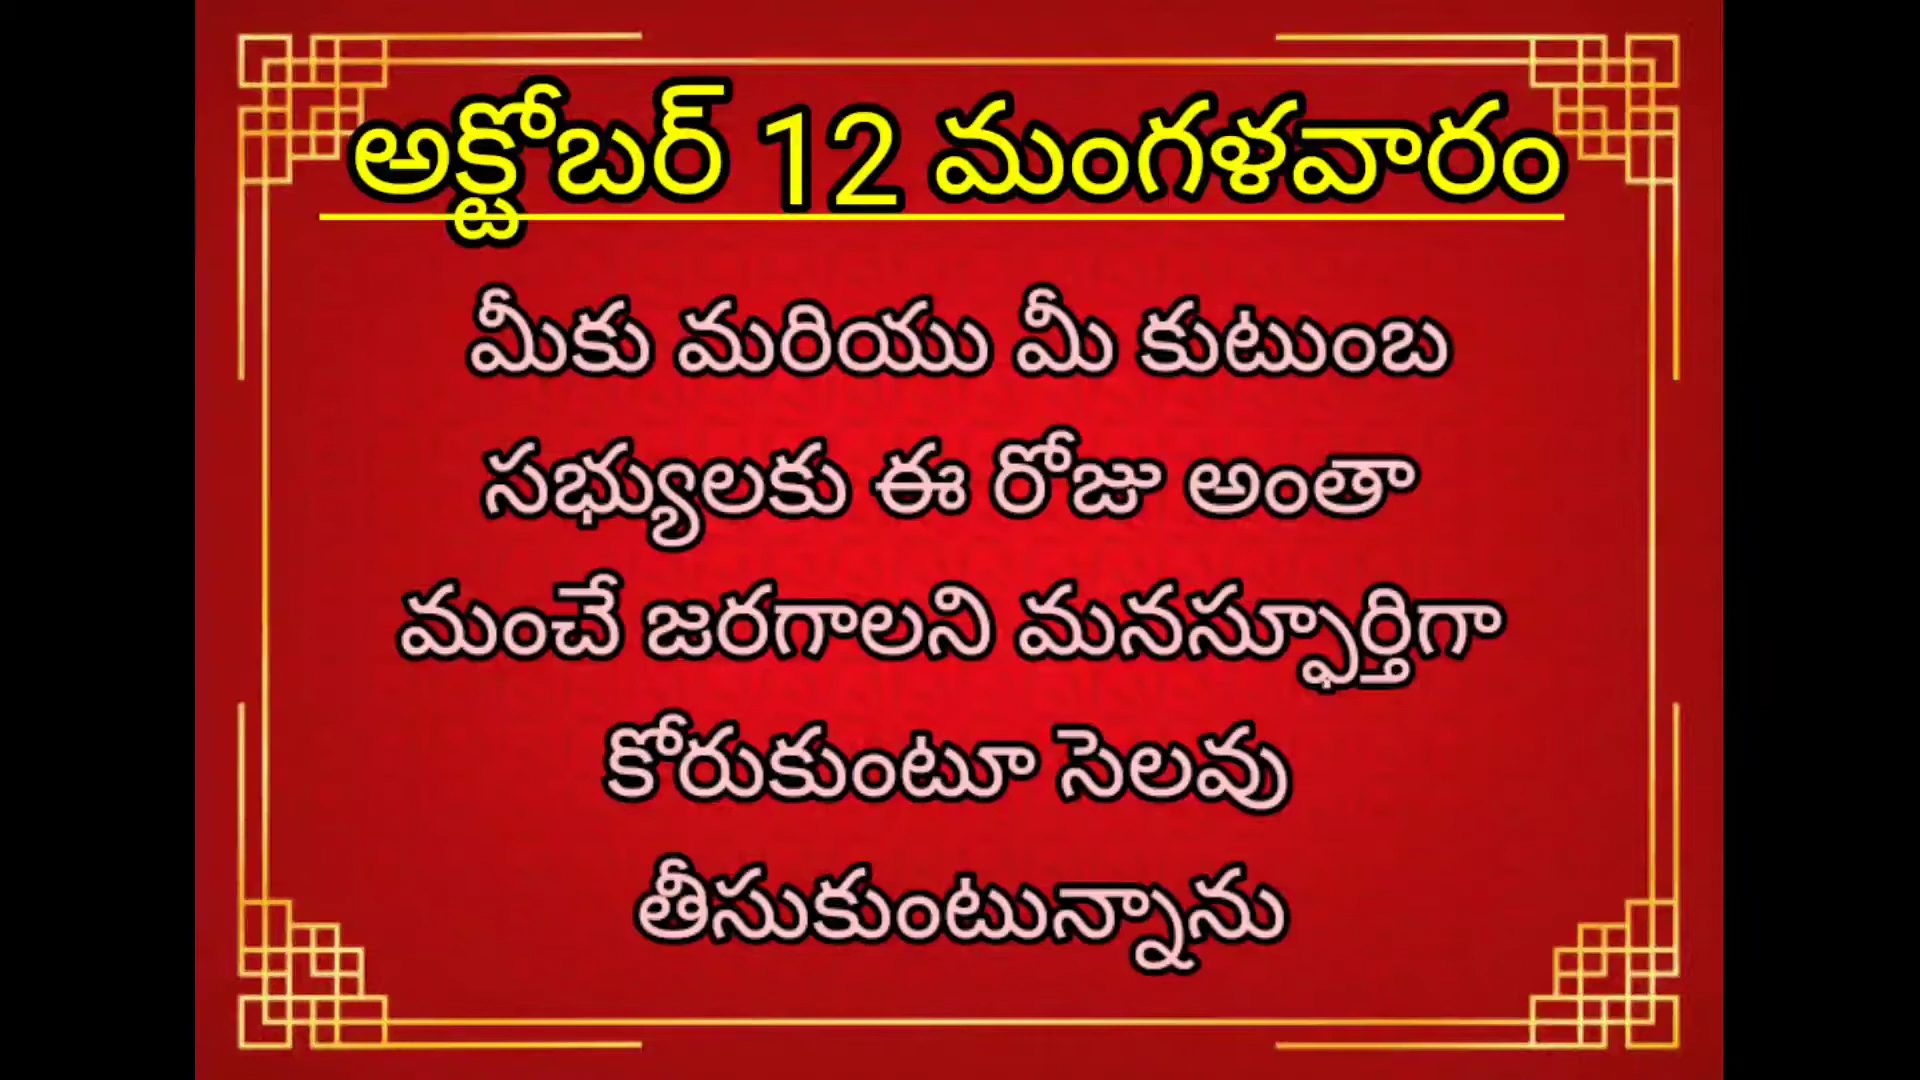 అక్టోబర్ 12 మంగళవారం
మీకు మరియు మీ కుటుంబ
సభ్యులకు ఈ రోజు అంతా
మంచే జరగాలని మనస్ఫూర్తిగా
కోరుకుంటూ సెలవు
తీసుకుంటున్నాను